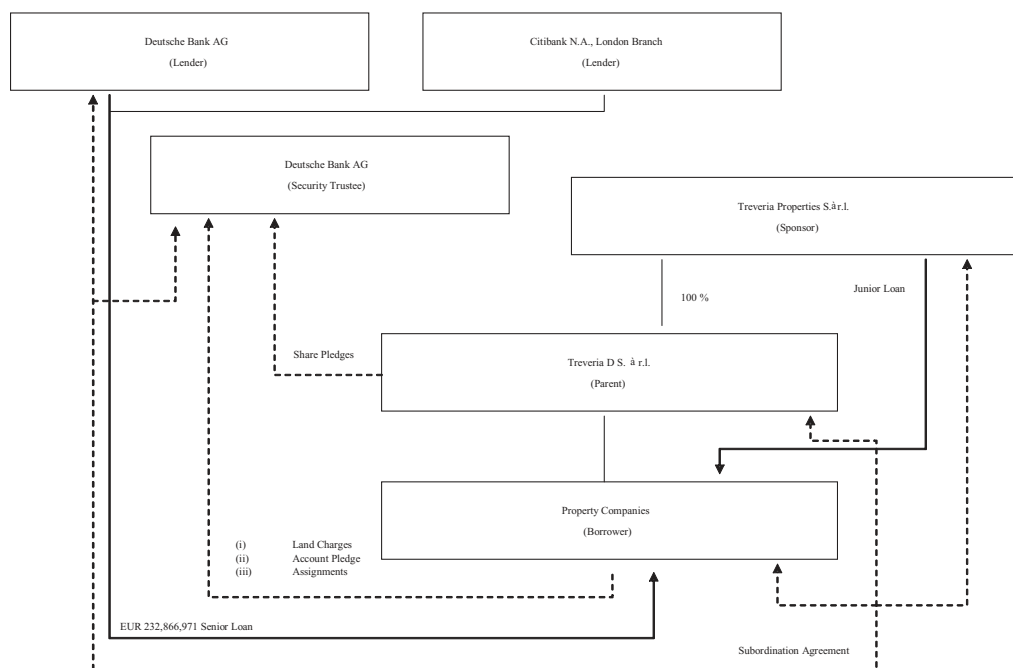 Deutsche Bank AG
(Lender)
Citibank N.A., London Branch
(Lender)
Deutsche Bank AG
(Security Trustee)
Treveria Properties S.à r.l.
(Sponsor)
Junior Loan
100 %
Share Pledges
Treveria D S. à r.l.
(Parent)
Property Companies
(Borrower)
(i) Land Charges
(ii) Account Pledge
(iii) Assignments
EUR 232,866,971 Senior Loan
Subordination Agreement